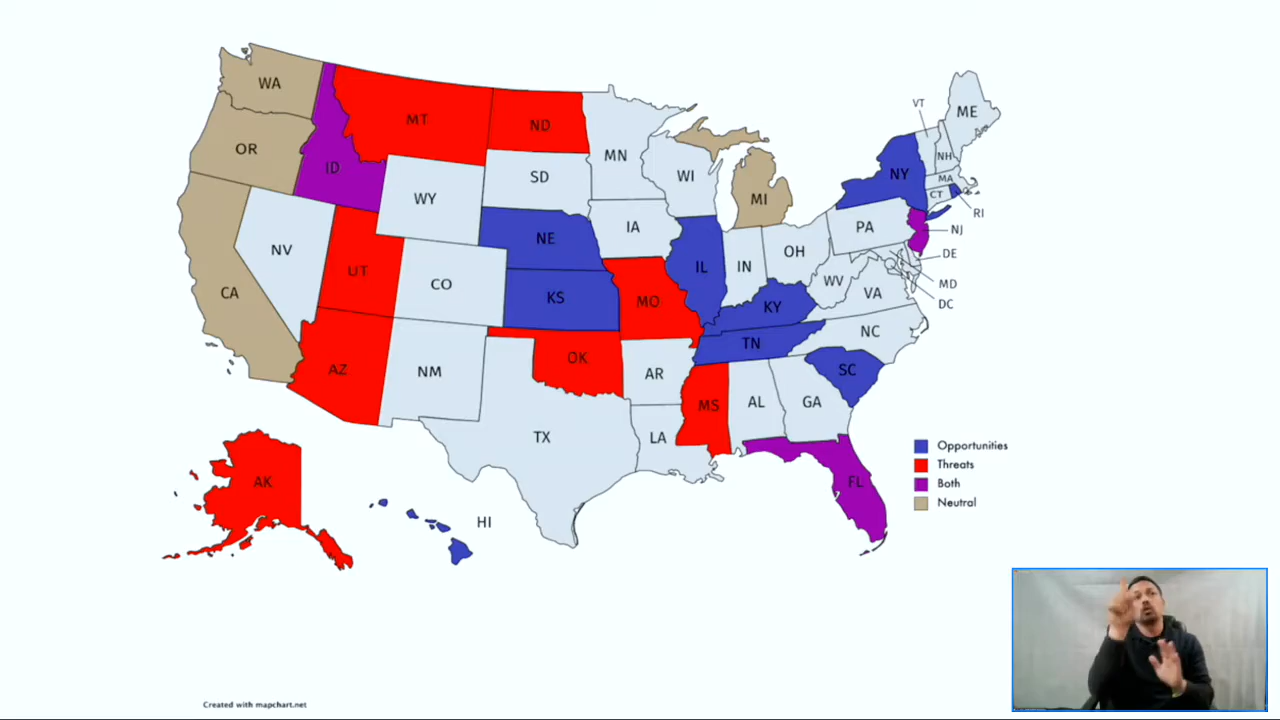 WA
MT
ND
ME
VT
OR
ID
MN
NH
NY
MA
CT
SD
WI
WY
MI
RI
NE
IA
PA
NJ
NV
UT
CO
IL
IN
OH
DE
WV
VA
MD
DC
CA
KS
MO
KY
AZ
NM
OK
AR
TN
NC
SC
MS
AL
GA
TX
LA
AK
HI
FL
Opportunities
Threats
Both
Neutral
Created with mapchart.net